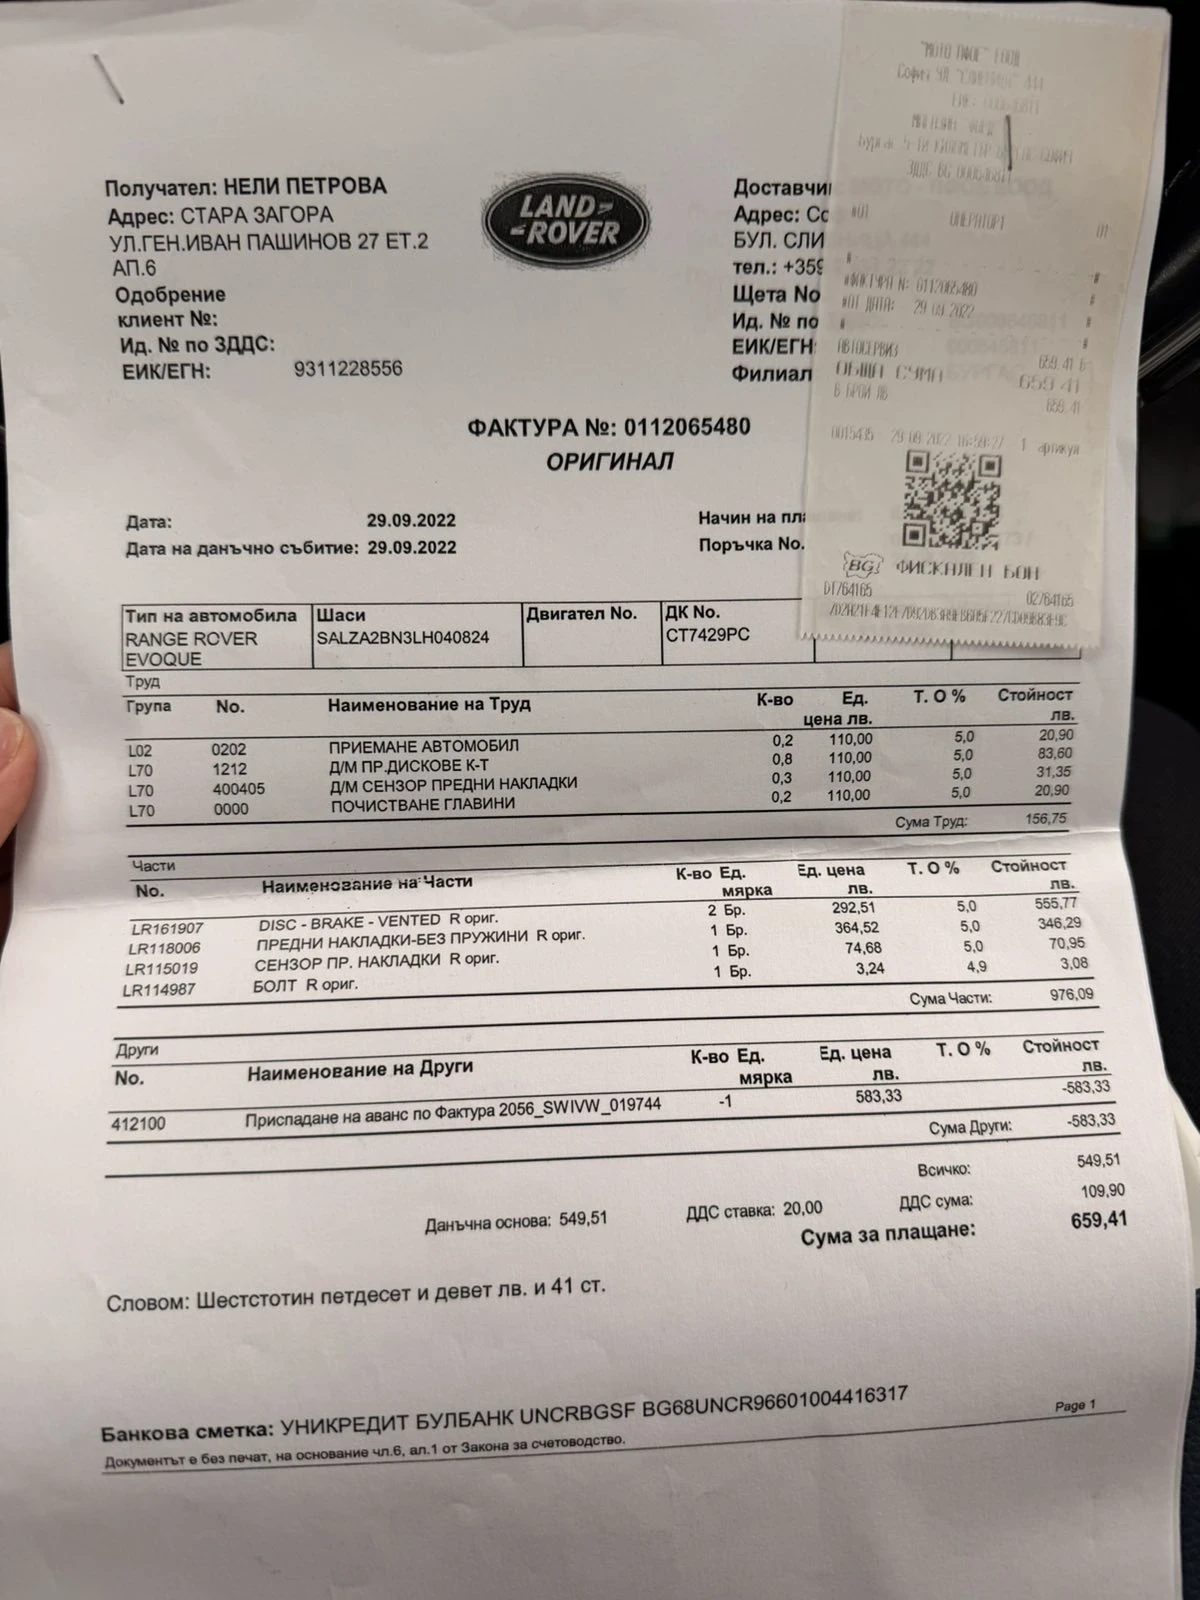 Получател: НЕЛИ ПЕТРОВА
Адрес: СТАРА ЗАГОРА
УЛ.ГЕН.ИВАН ПАШИНОВ 27 ЕТ.2
АП.6
Одобрение
клиент №:
Ид. № по ЗДДС:
ЕИК/ЕГН: 9311228556
LAND-
-ROVER
Доставчи
Адрес: Со
БУЛ. СЛИ
тел.: +359
Щета No
Ид. № по
ЕИК/ЕГН:
Филиал
ОПЕРАТОР1 01
#ФАКТУРА N: 0112065480
#ОТ ДАТА: 29.09.2022
АВТОСЕРВИЗ 659.41 Б
ОБЩА СУМА 659.41
В БРОЙ ЛВ 659.41
0015435 29.09.2022 16:59:27 1 артикул
BG ФИСКАЛЕН БОН
DT764165 02764165
ФАКТУРА №: 0112065480
ОРИГИНАЛ
Дата: 29.09.2022
Дата на данъчно събитие: 29.09.2022
Начин на пла
Поръчка No.
Тип на автомобила Шаси Двигател No. ДК No.
RANGE ROVER SALZA2BN3LH040824 CT7429PC
EVOQUE
Труд
Група No. Наименование на Труд К-во Ед. Т. О % Стойност
цена лв. лв.
L02 0202 ПРИЕМАНЕ АВТОМОБИЛ 0,2 110,00 5,0 20,90
L70 1212 Д/М ПР.ДИСКОВЕ К-Т 0,8 110,00 5,0 83,60
L70 400405 Д/М СЕНЗОР ПРЕДНИ НАКЛАДКИ 0,3 110,00 5,0 31,35
L70 0000 ПОЧИСТВАНЕ ГЛАВИНИ 0,2 110,00 5,0 20,90
Сума Труд: 156,75
Части
No. Наименование на Части К-во Ед. Ед. цена Т. О % Стойност
мярка лв. лв.
LR161907 DISC - BRAKE - VENTED R ориг. 2 Бр. 292,51 5,0 555,77
LR118006 ПРЕДНИ НАКЛАДКИ-БЕЗ ПРУЖИНИ R ориг. 1 Бр. 364,52 5,0 346,29
LR115019 СЕНЗОР ПР. НАКЛАДКИ R ориг. 1 Бр. 74,68 5,0 70,95
LR114987 БОЛТ R ориг. 1 Бр. 3,24 4,9 3,08
Сума Части: 976,09
Други
No. Наименование на Други К-во Ед. Ед. цена Т. О % Стойност
мярка лв. лв.
412100 Приспадане на аванс по Фактура 2056_SWIVW_019744 -1 583,33 -583,33
Сума Други: -583,33
Всичко: 549,51
Данъчна основа: 549,51 ДДС ставка: 20,00 ДДС сума: 109,90
Сума за плащане: 659,41
Словом: Шестстотин петдесет и девет лв. и 41 ст.
Банкова сметка: УНИКРЕДИТ БУЛБАНК UNCRBGSF BG68UNCR96601004416317
Page 1
Документът е без печат, на основание чл.6, ал.1 от Закона за счетоводство.